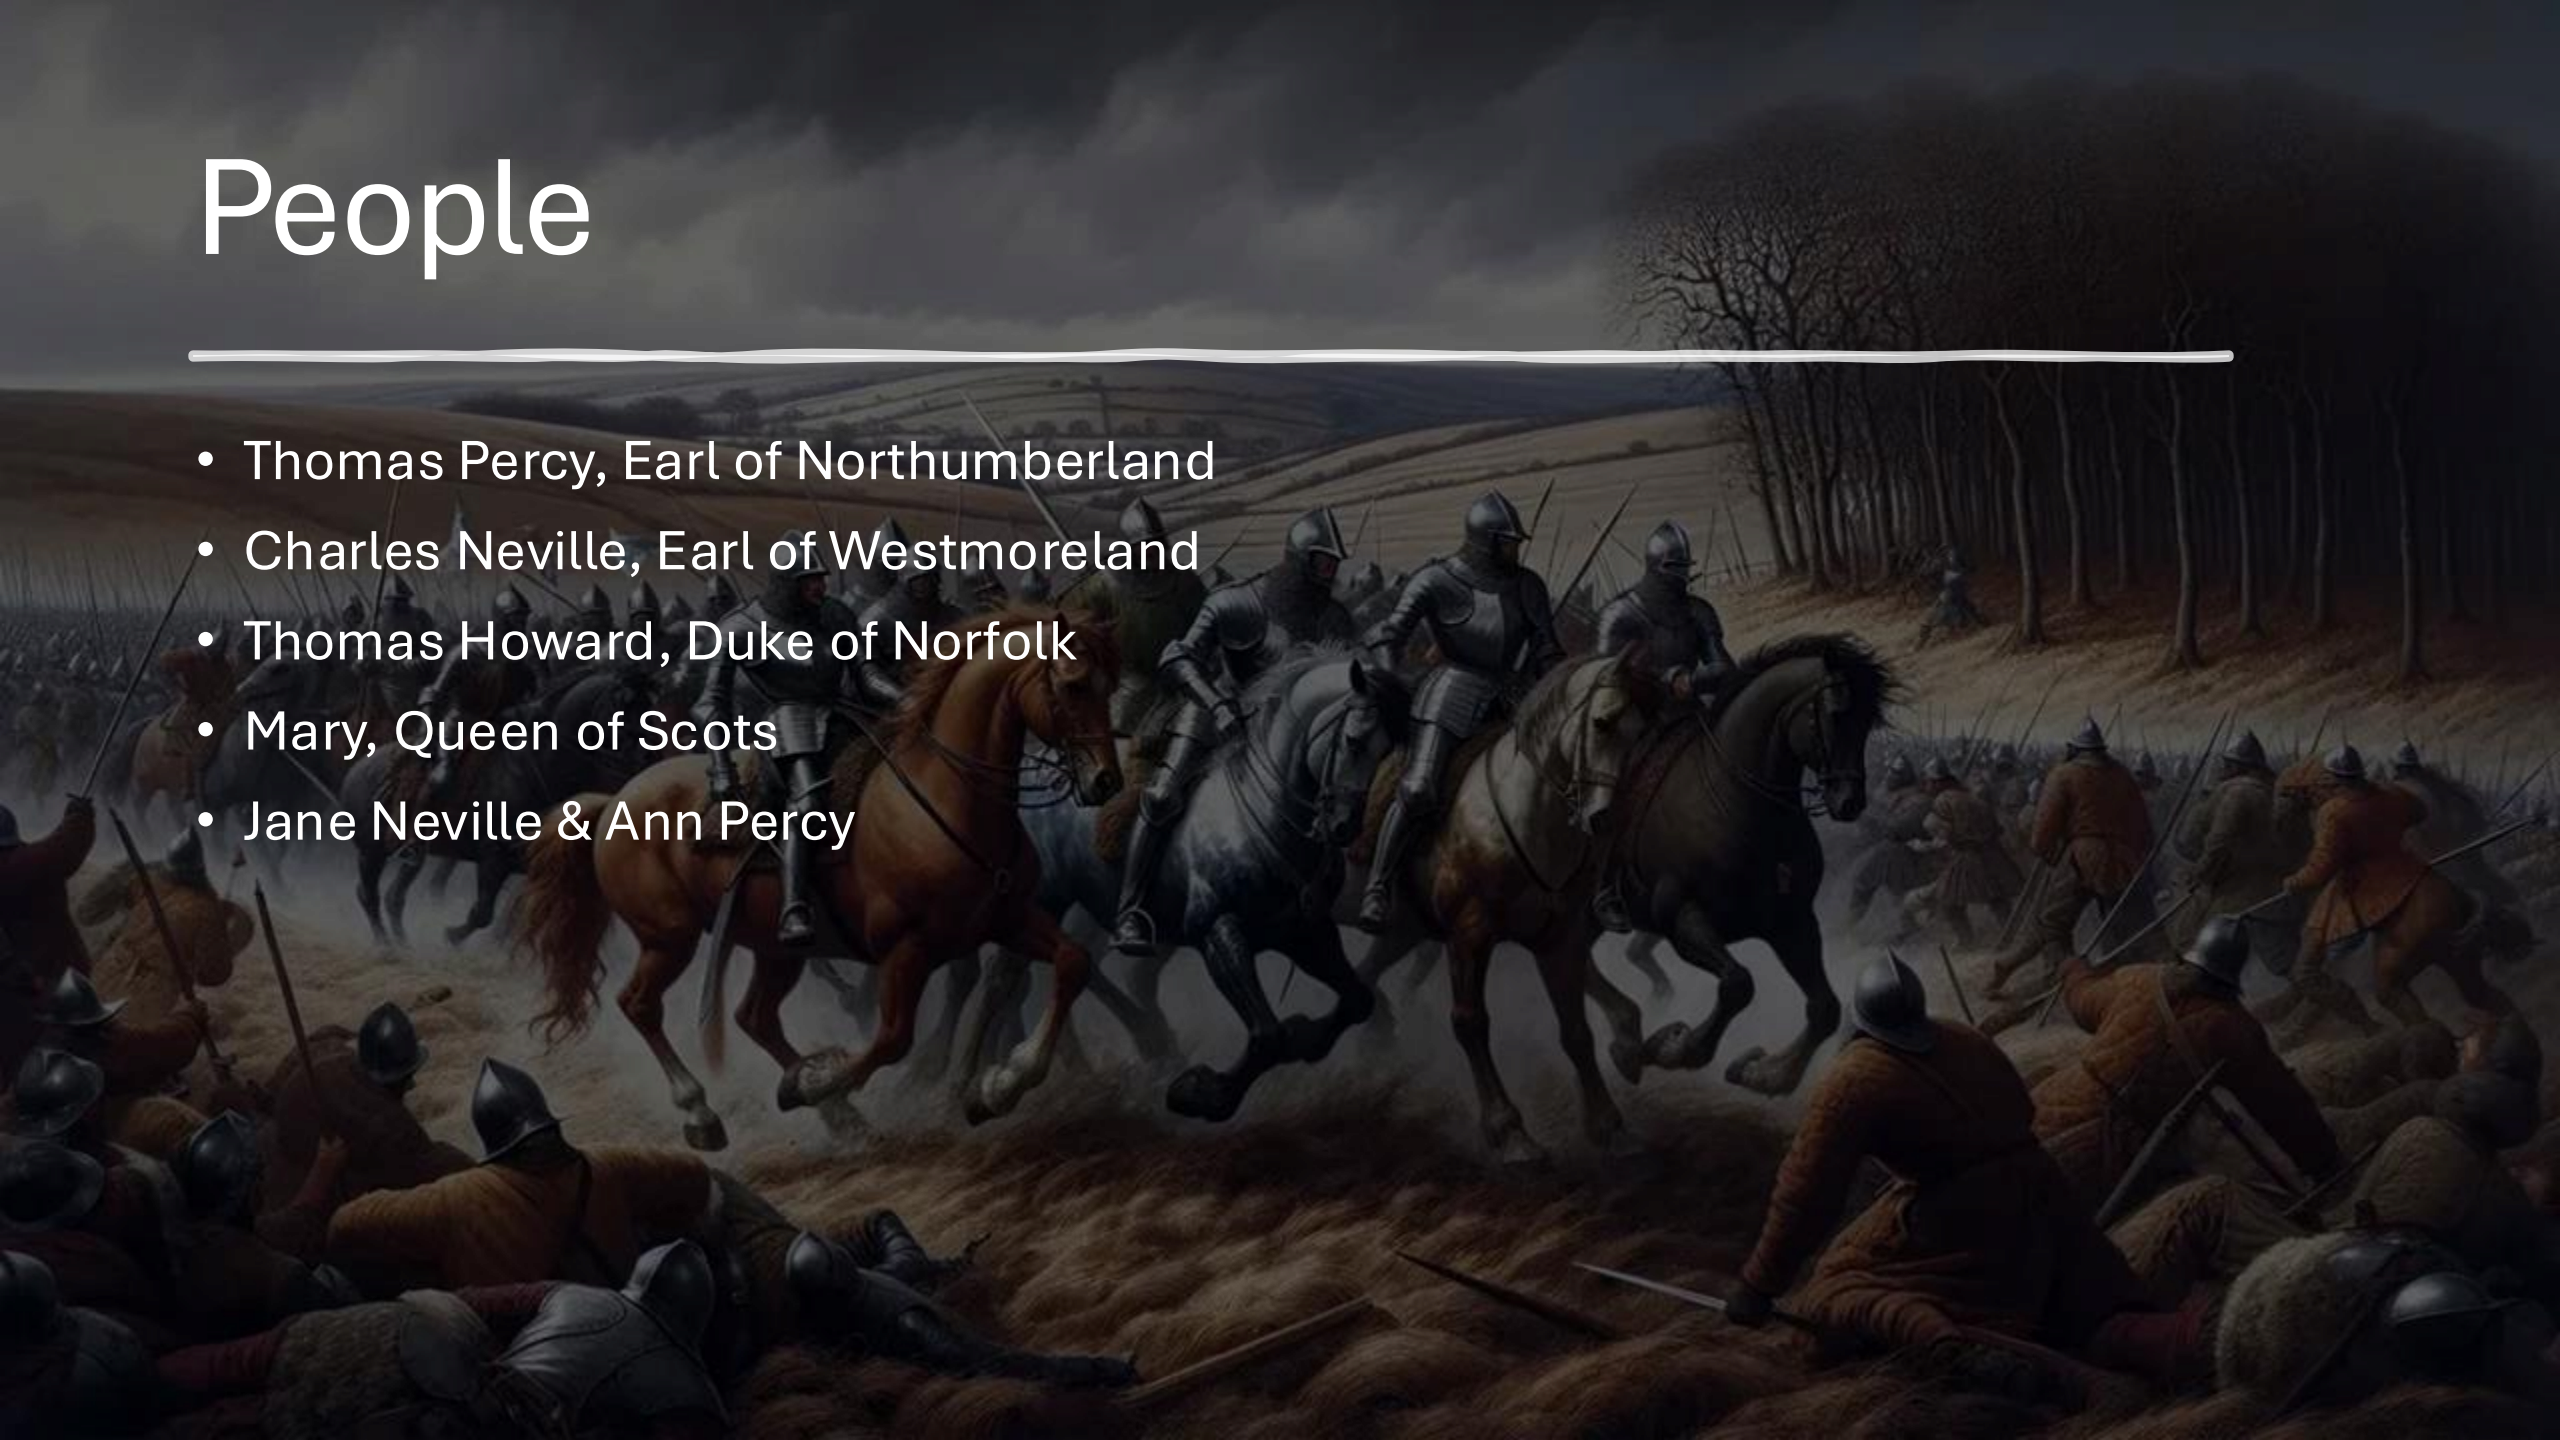 People
• Thomas Percy, Earl of Northumberland
• Charles Neville, Earl of Westmoreland
• Thomas Howard, Duke of Norfolk
• Mary, Queen of Scots
• Jane Neville & Ann Percy